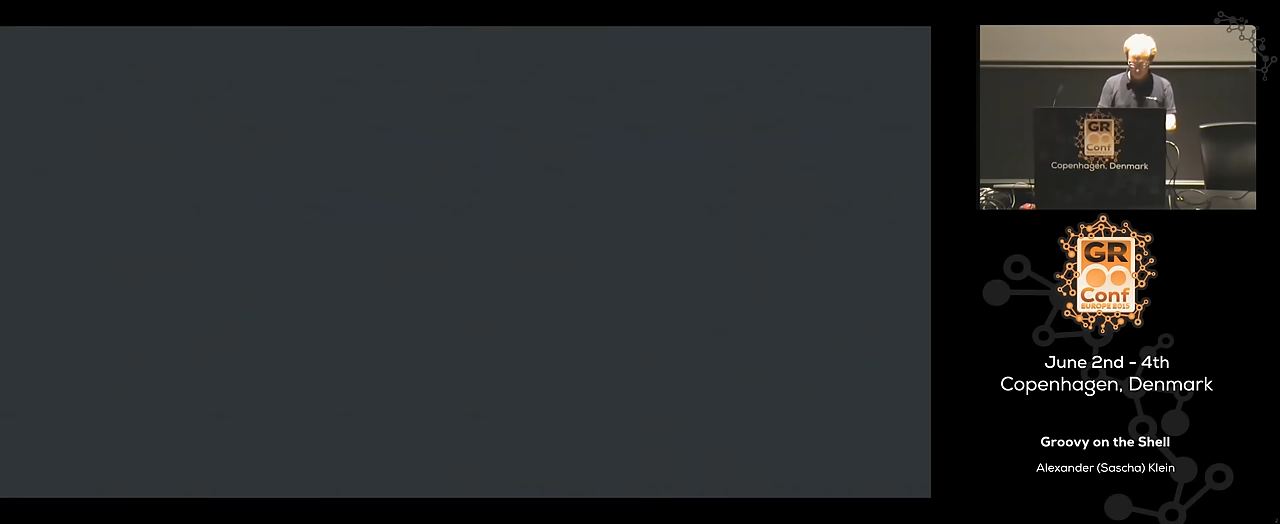 GR
Conf
Copenhagen, Denmark
GR
Conf
EUROPE 2015
June 2nd - 4th
Copenhagen, Denmark
Groovy on the Shell
Alexander (Sascha) Klein